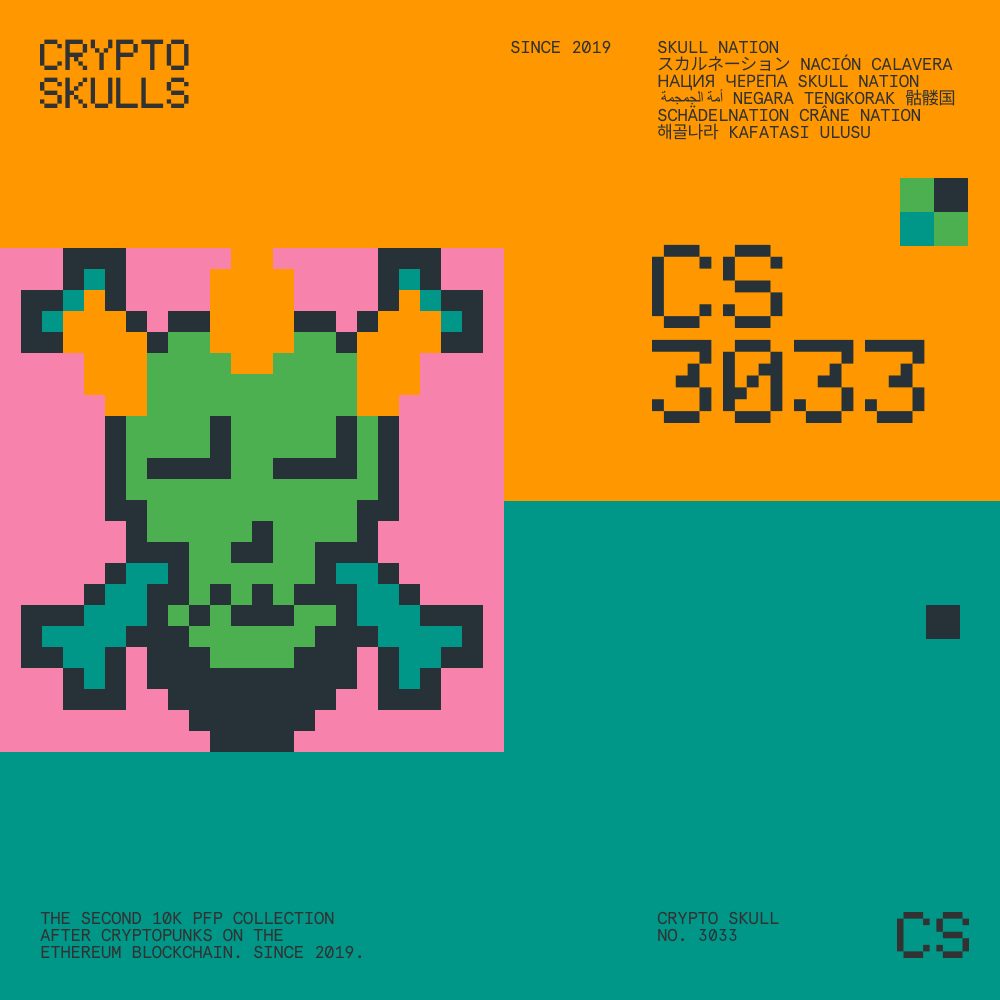 CRYPTO
SKULLS
SINCE 2019
SKULL NATION
スカルネーション NACIÓN CALAVERA
НАЦИЯ ЧЕРЕПА SKULL NATION
أمة الجمجمة NEGARA TENGKORAK 骷髅国
SCHÄDELNATION CRÂNE NATION
해골나라 KAFATASI ULUSU
CS
3033
THE SECOND 10K PFP COLLECTION
AFTER CRYPTOPUNKS ON THE
ETHEREUM BLOCKCHAIN. SINCE 2019.
CRYPTO SKULL
NO. 3033
CS